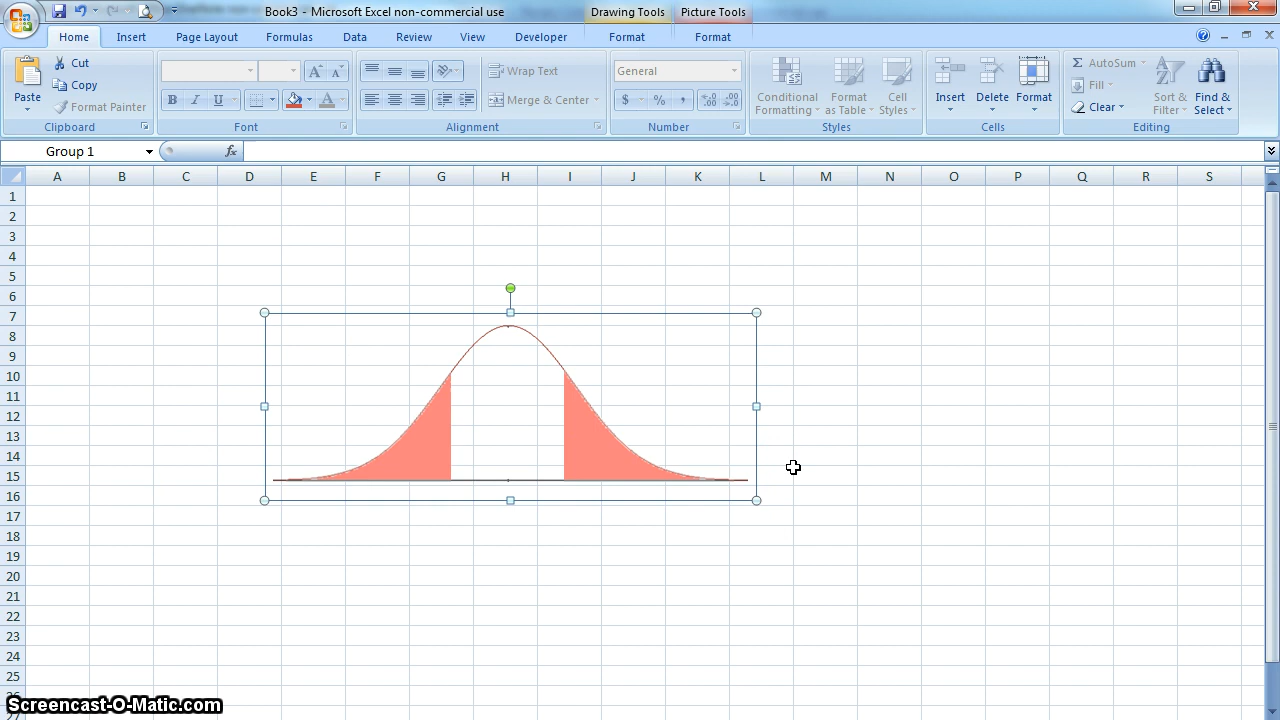 Book3 - Microsoft Excel non-commercial use
Drawing Tools
Picture Tools
Home Insert Page Layout Formulas Data Review View Developer Format Format
Paste
Cut
Copy
Format Painter
Clipboard
B I U
Font
Wrap Text
Merge & Center
Alignment
General
$ % , .00 .0
Number
Conditional Formatting
Format as Table
Cell Styles
Styles
Insert Delete Format
Cells
Σ AutoSum
Fill
Clear
Sort & Filter
Find & Select
Editing
Group 1
fx
A B C D E F G H I J K L M N O P Q R S
1
2
3
4
5
6
7
8
9
10
11
12
13
14
15
16
17
18
19
20
21
22
23
24
25
Screencast-O-Matic.com